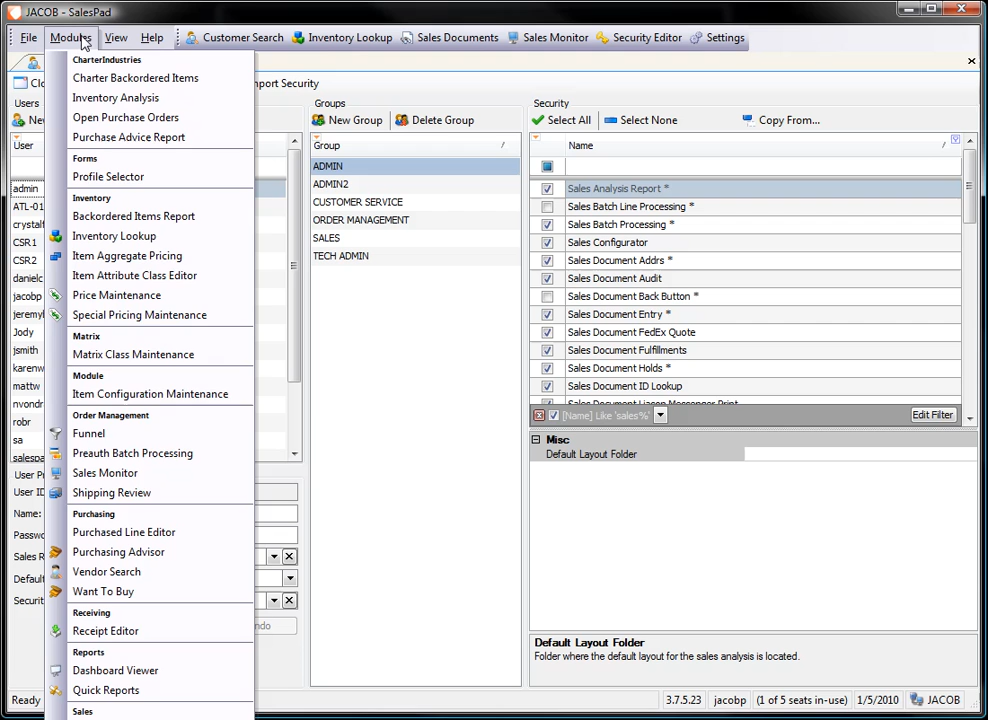 JACOB - SalesPad
File Modules View Help Customer Search Inventory Lookup Sales Documents Sales Monitor Security Editor Settings
Clo
Import Security
CharterIndustries
Charter Backordered Items
Inventory Analysis
Open Purchase Orders
Purchase Advice Report
Forms
Profile Selector
Inventory
Backordered Items Report
Inventory Lookup
Item Aggregate Pricing
Item Attribute Class Editor
Price Maintenance
Special Pricing Maintenance
Matrix
Matrix Class Maintenance
Module
Item Configuration Maintenance
Order Management
Funnel
Preauth Batch Processing
Sales Monitor
Shipping Review
Purchasing
Purchased Line Editor
Purchasing Advisor
Vendor Search
Want To Buy
Receiving
Receipt Editor
Reports
Dashboard Viewer
Quick Reports
Sales
Users
New
User
admin
ATL-01
crystalf
CSR1
CSR2
danielc
jacobp
jeremyl
Jody
jsmith
karenw
mattw
nvondr
robr
sa
salespa
User Pr
User ID
Name:
Passwo
Sales R
Default
Securit
ndo
Groups
New Group Delete Group
Group
ADMIN
ADMIN2
CUSTOMER SERVICE
ORDER MANAGEMENT
SALES
TECH ADMIN
Security
Select All Select None Copy From...
Name
Sales Analysis Report *
Sales Batch Line Processing *
Sales Batch Processing *
Sales Configurator
Sales Document Addrs *
Sales Document Audit
Sales Document Back Button *
Sales Document Entry *
Sales Document FedEx Quote
Sales Document Fulfillments
Sales Document Holds *
Sales Document ID Lookup
[Name] Like 'sales%' Edit Filter
Misc
Default Layout Folder
Default Layout Folder
Folder where the default layout for the sales analysis is located.
Ready 3.7.5.23 jacobp (1 of 5 seats in-use) 1/5/2010 JACOB